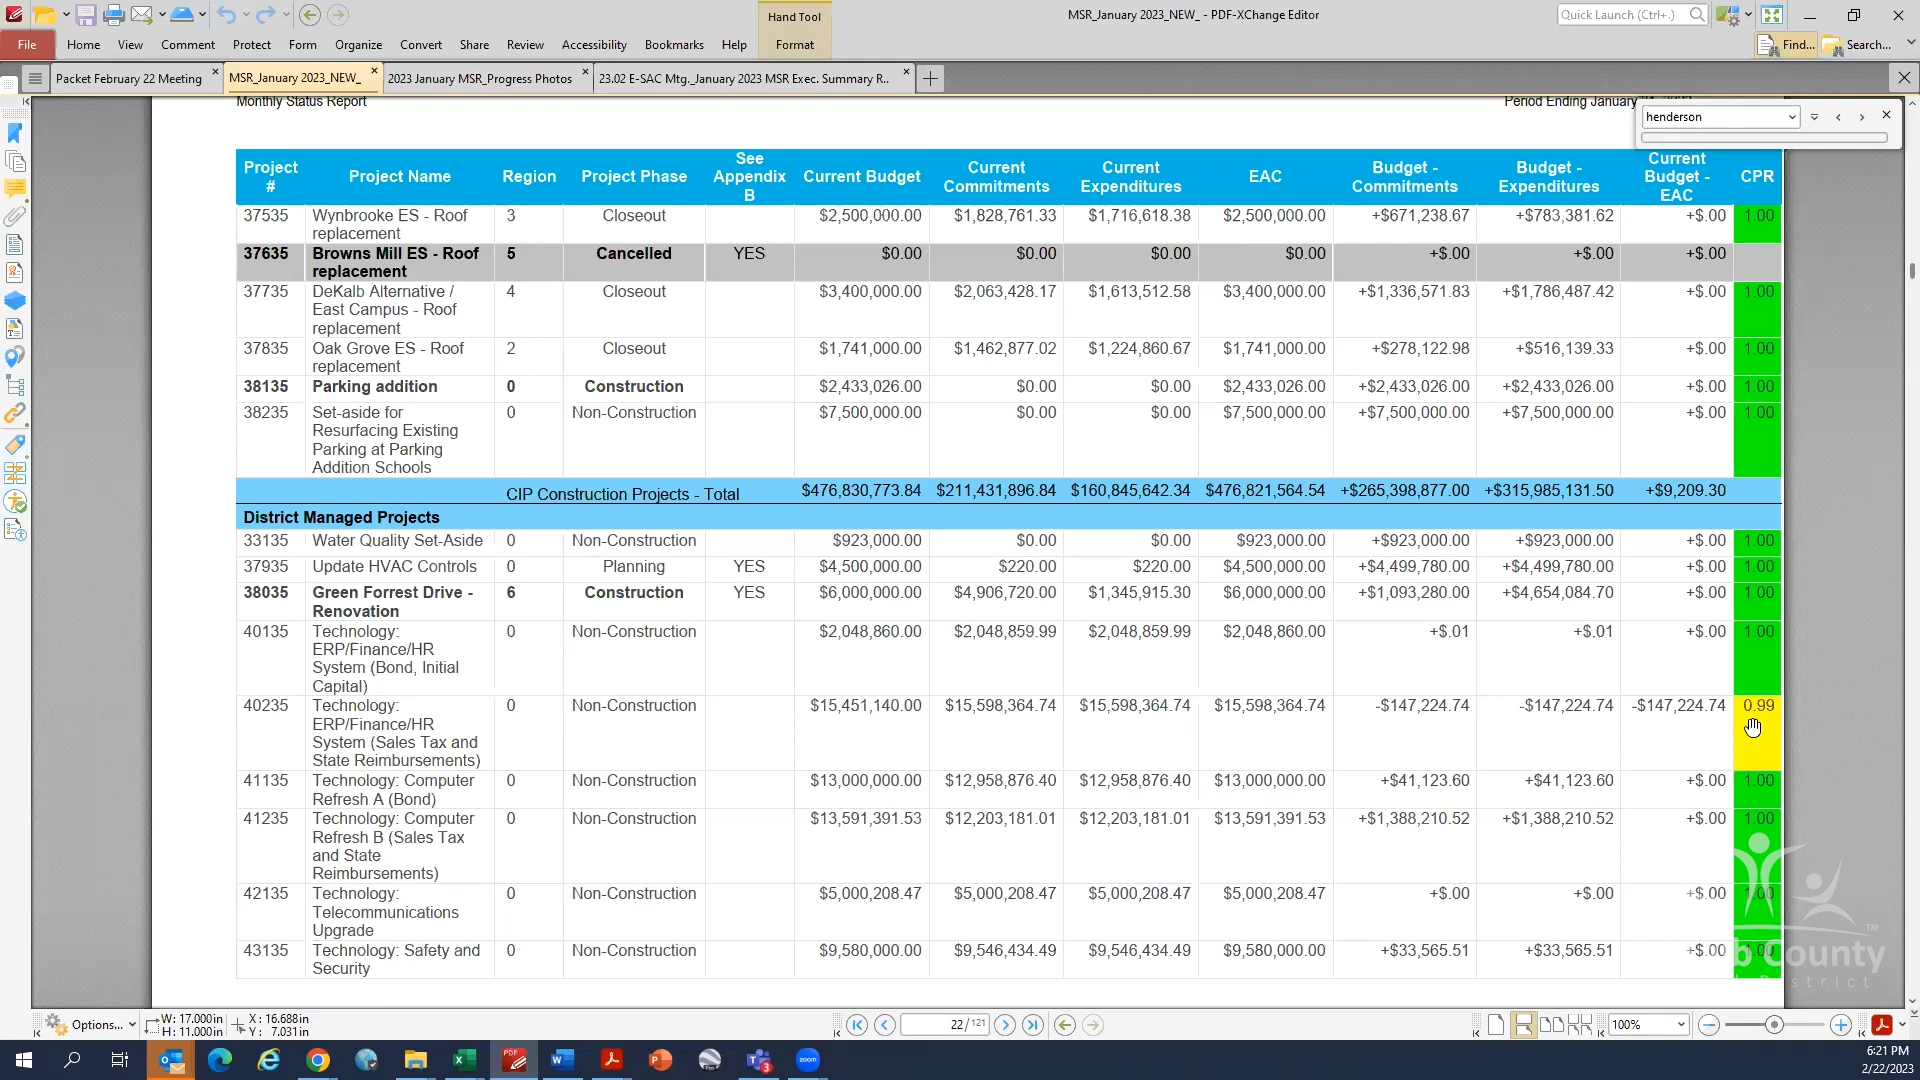 MSR_January 2023_NEW_ - PDF-XChange Editor
Hand Tool
Quick Launch (Ctrl+.)
File Home View Comment Protect Form Organize Convert Share Review Accessibility Bookmarks Help Format Find... Search...
Packet February 22 Meeting MSR_January 2023_NEW_ 2023 January MSR_Progress Photos 23.02 E-SAC Mtg._January 2023 MSR Exec. Summary R..
Monthly Status Report Period Ending January
henderson
Project # Project Name Region Project Phase See Appendix B Current Budget Current Commitments Current Expenditures EAC Budget - Commitments Budget - Expenditures Current Budget - EAC CPR
37535 Wynbrooke ES - Roof 3 Closeout $2,500,000.00 $1,828,761.33 $1,716,618.38 $2,500,000.00 +$671,238.67 +$783,381.62 +$.00 1.00
replacement
37635 Browns Mill ES - Roof 5 Cancelled YES $0.00 $0.00 $0.00 $0.00 +$.00 +$.00 +$.00
replacement
37735 DeKalb Alternative / 4 Closeout $3,400,000.00 $2,063,428.17 $1,613,512.58 $3,400,000.00 +$1,336,571.83 +$1,786,487.42 +$.00 1.00
East Campus - Roof
replacement
37835 Oak Grove ES - Roof 2 Closeout $1,741,000.00 $1,462,877.02 $1,224,860.67 $1,741,000.00 +$278,122.98 +$516,139.33 +$.00 1.00
replacement
38135 Parking addition 0 Construction $2,433,026.00 $0.00 $0.00 $2,433,026.00 +$2,433,026.00 +$2,433,026.00 +$.00 1.00
38235 Set-aside for 0 Non-Construction $7,500,000.00 $0.00 $0.00 $7,500,000.00 +$7,500,000.00 +$7,500,000.00 +$.00 1.00
Resurfacing Existing
Parking at Parking
Addition Schools
CIP Construction Projects - Total $476,830,773.84 $211,431,896.84 $160,845,642.34 $476,821,564.54 +$265,398,877.00 +$315,985,131.50 +$9,209.30
District Managed Projects
33135 Water Quality Set-Aside 0 Non-Construction $923,000.00 $0.00 $0.00 $923,000.00 +$923,000.00 +$923,000.00 +$.00 1.00
37935 Update HVAC Controls 0 Planning YES $4,500,000.00 $220.00 $220.00 $4,500,000.00 +$4,499,780.00 +$4,499,780.00 +$.00 1.00
38035 Green Forrest Drive - 6 Construction YES $6,000,000.00 $4,906,720.00 $1,345,915.30 $6,000,000.00 +$1,093,280.00 +$4,654,084.70 +$.00 1.00
Renovation
40135 Technology: 0 Non-Construction $2,048,860.00 $2,048,859.99 $2,048,859.99 $2,048,860.00 +$.01 +$.01 +$.00 1.00
ERP/Finance/HR
System (Bond, Initial
Capital)
40235 Technology: 0 Non-Construction $15,451,140.00 $15,598,364.74 $15,598,364.74 $15,598,364.74 -$147,224.74 -$147,224.74 -$147,224.74 0.99
ERP/Finance/HR
System (Sales Tax and
State Reimbursements)
41135 Technology: Computer 0 Non-Construction $13,000,000.00 $12,958,876.40 $12,958,876.40 $13,000,000.00 +$41,123.60 +$41,123.60 +$.00 1.00
Refresh A (Bond)
41235 Technology: Computer 0 Non-Construction $13,591,391.53 $12,203,181.01 $12,203,181.01 $13,591,391.53 +$1,388,210.52 +$1,388,210.52 +$.00 1.00
Refresh B (Sales Tax
and State
Reimbursements)
42135 Technology: 0 Non-Construction $5,000,208.47 $5,000,208.47 $5,000,208.47 $5,000,208.47 +$.00 +$.00 +$.00 1.00
Telecommunications
Upgrade
43135 Technology: Safety and 0 Non-Construction $9,580,000.00 $9,546,434.49 $9,546,434.49 $9,580,000.00 +$33,565.51 +$33,565.51 +$.00
Security
b County
District
Options... W: 17.000in X : 16.688in 22 / 121 100%
H: 11.000in Y : 7.031in
6:21 PM
2/22/2023